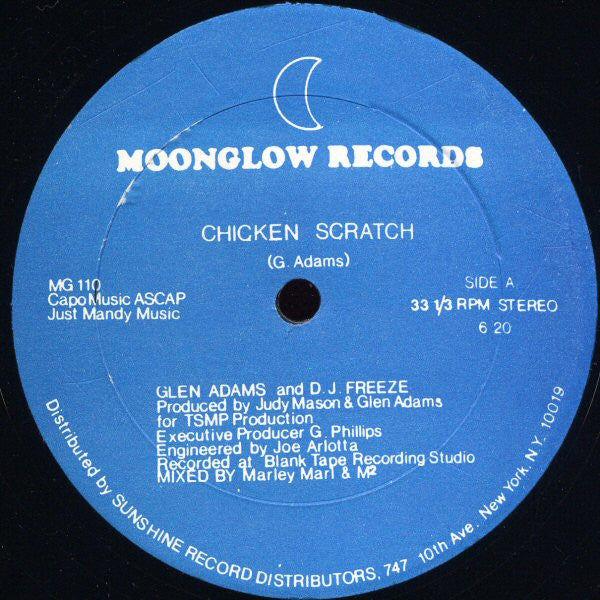 MOONGLOW RECORDS
CHICKEN SCRATCH
(G. Adams)
MG 110
Capo Music ASCAP
Just Mandy Music
SIDE A
33 1/3 RPM STEREO
6 20
GLEN ADAMS and D.J. FREEZE
Produced by Judy Mason & Glen Adams
for TSMP Production
Executive Producer G. Phillips
Engineered by Joe Arlotta
Recorded at Blank Tape Recording Studio
MIXED BY Marley Marl & M²
Distributed by SUNSHINE RECORD DISTRIBUTORS, 747 10th Ave. New York, N.Y. 10019